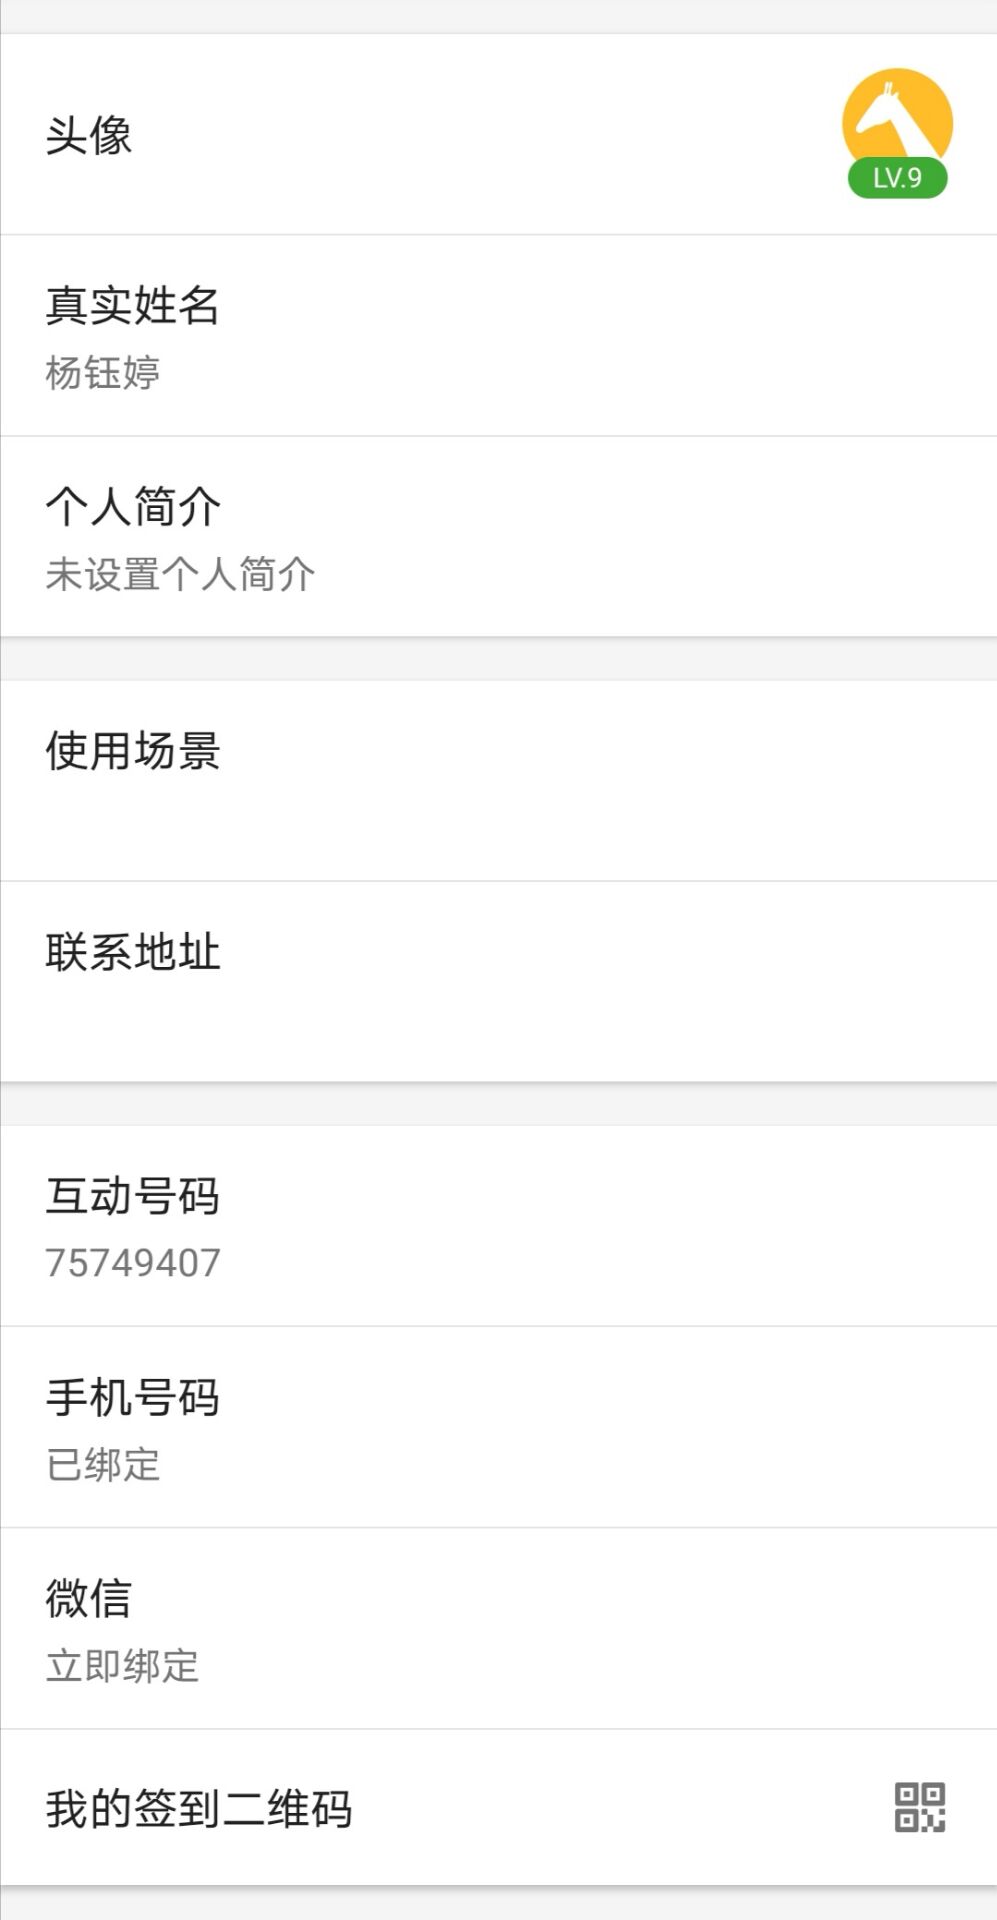 头像
LV.9
真实姓名
杨钰婷
个人简介
未设置个人简介
使用场景
联系地址
互动号码
75749407
手机号码
已绑定
微信
立即绑定
我的签到二维码